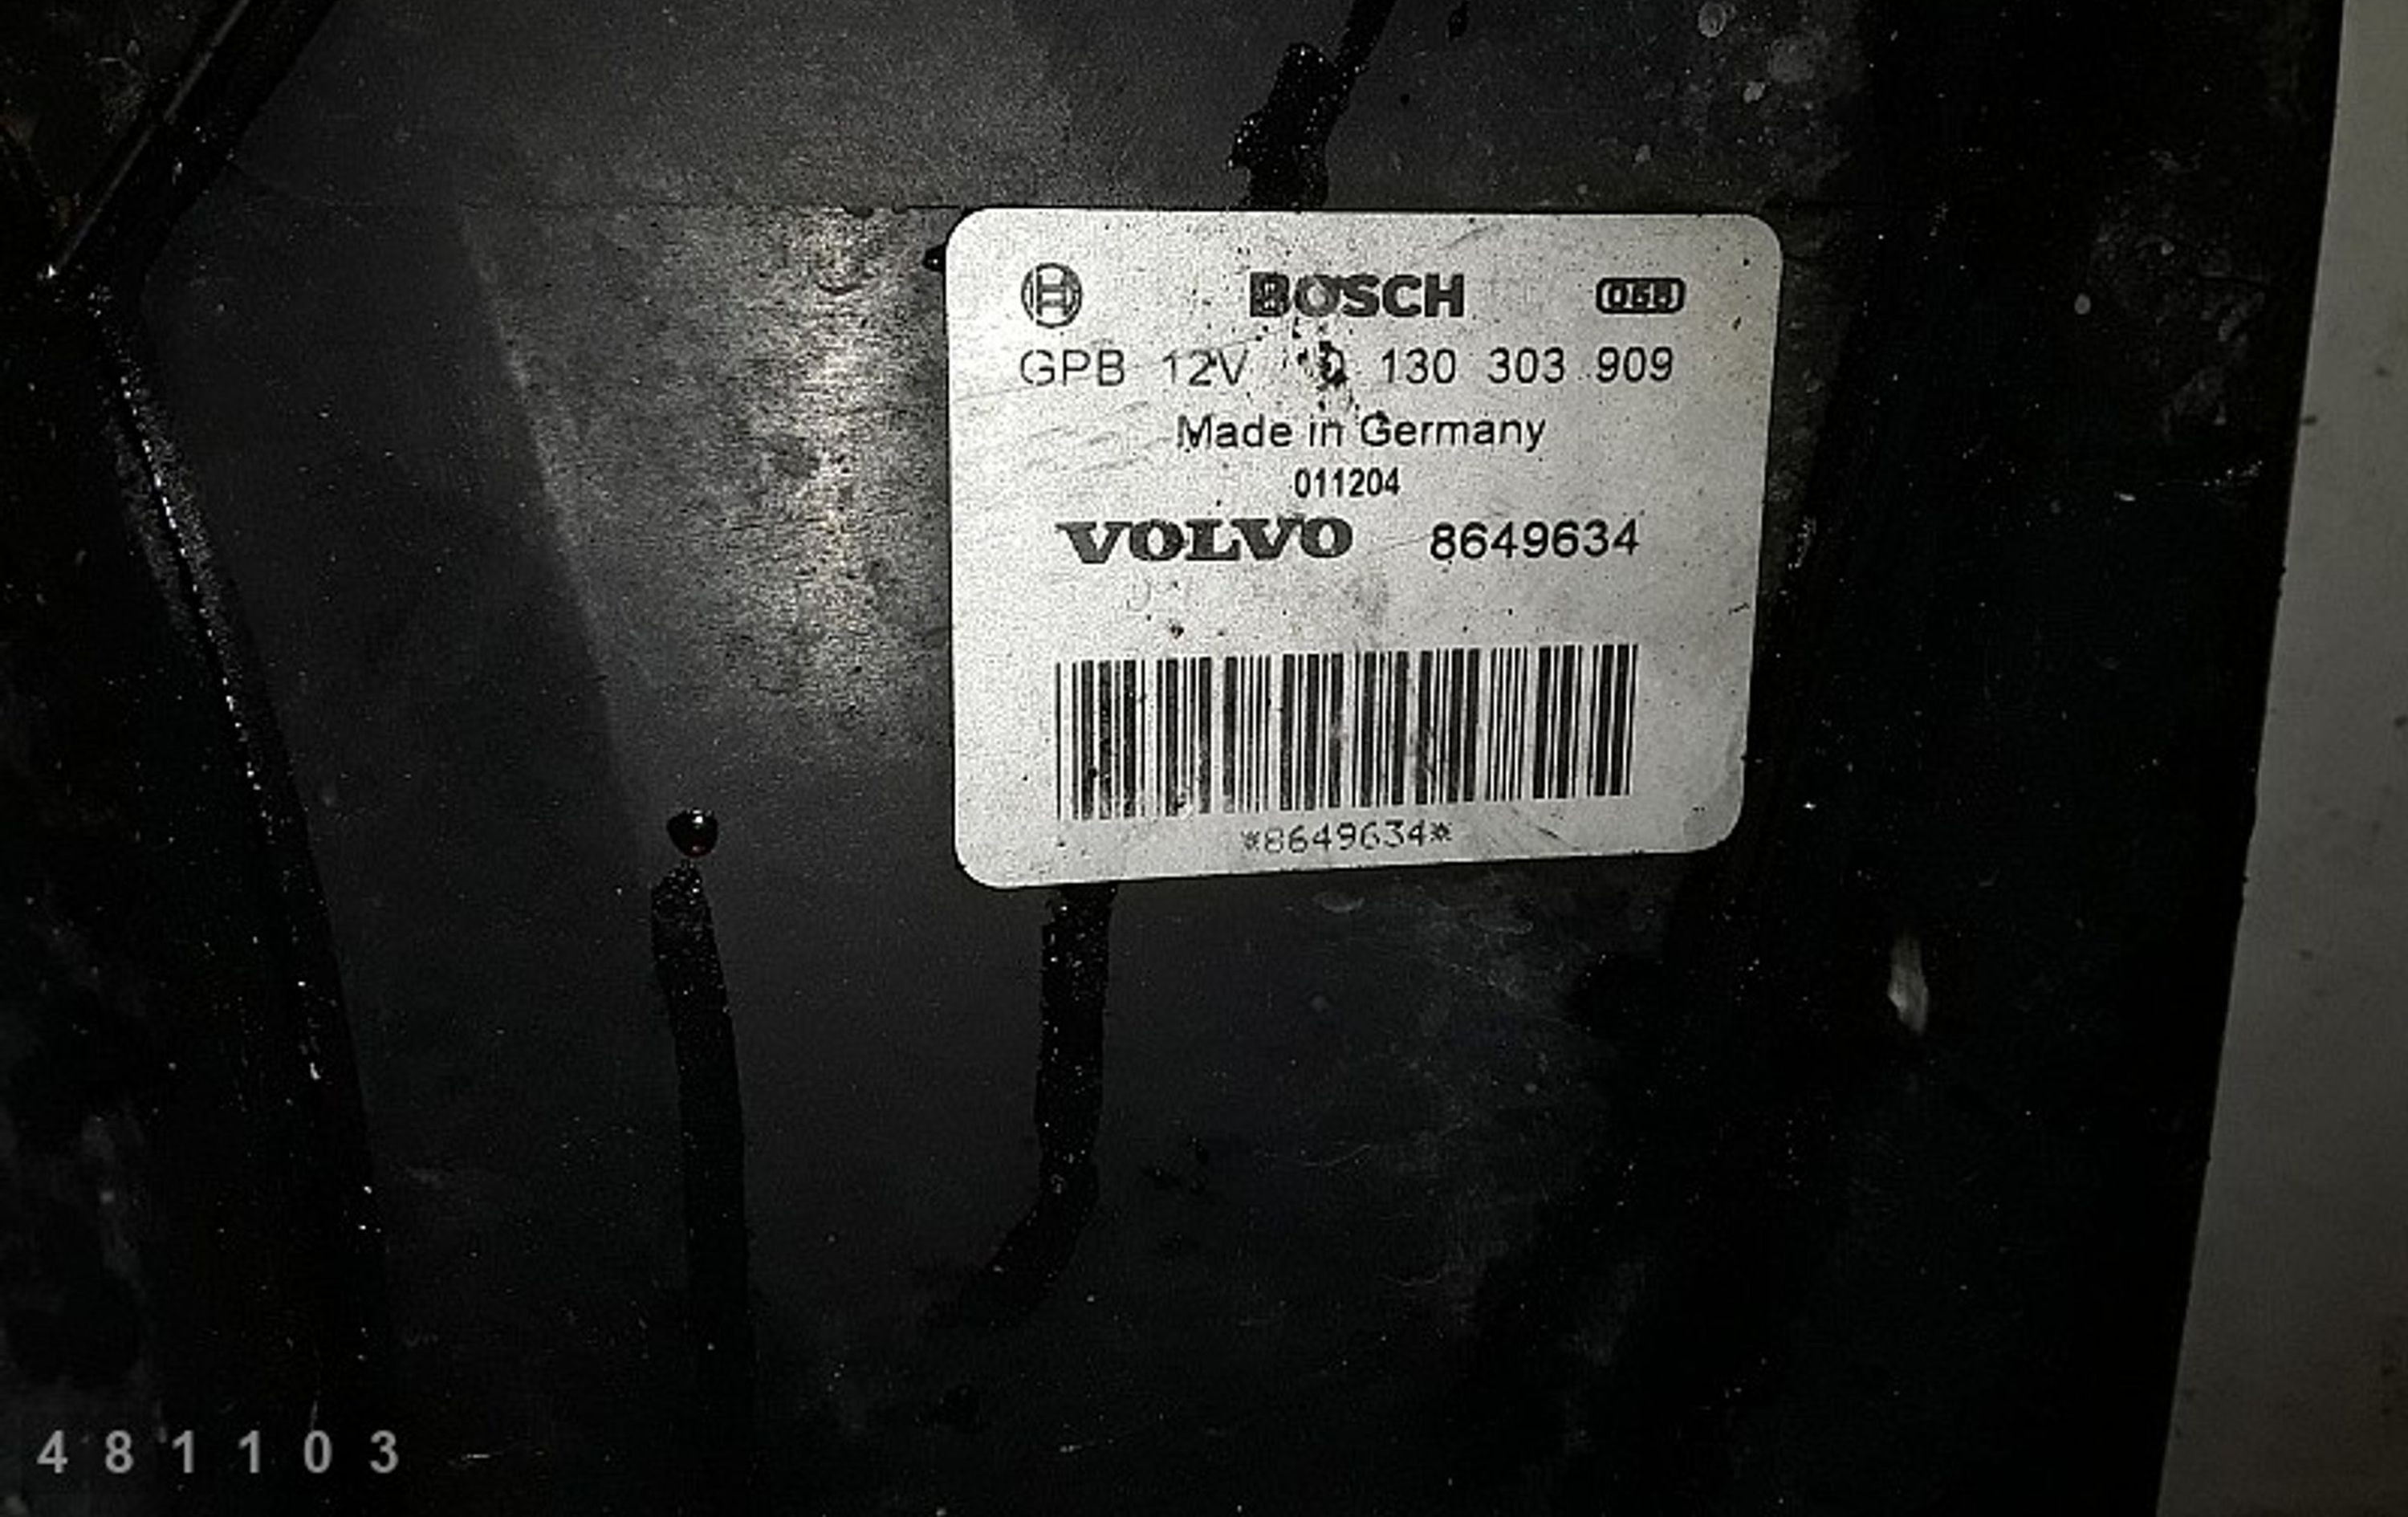 BOSCH
GPB 12V 130 303 909
Made in Germany
011204
VOLVO 8649634
*8649634*
481103